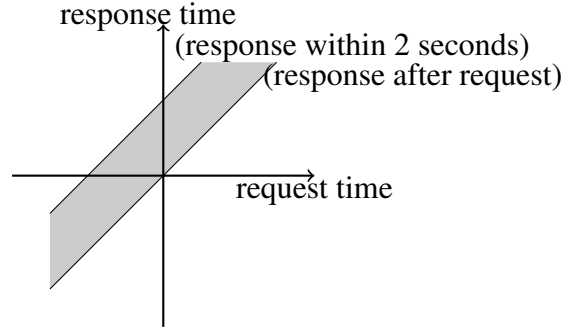 response time
(response within 2 seconds)
(response after request)
request time